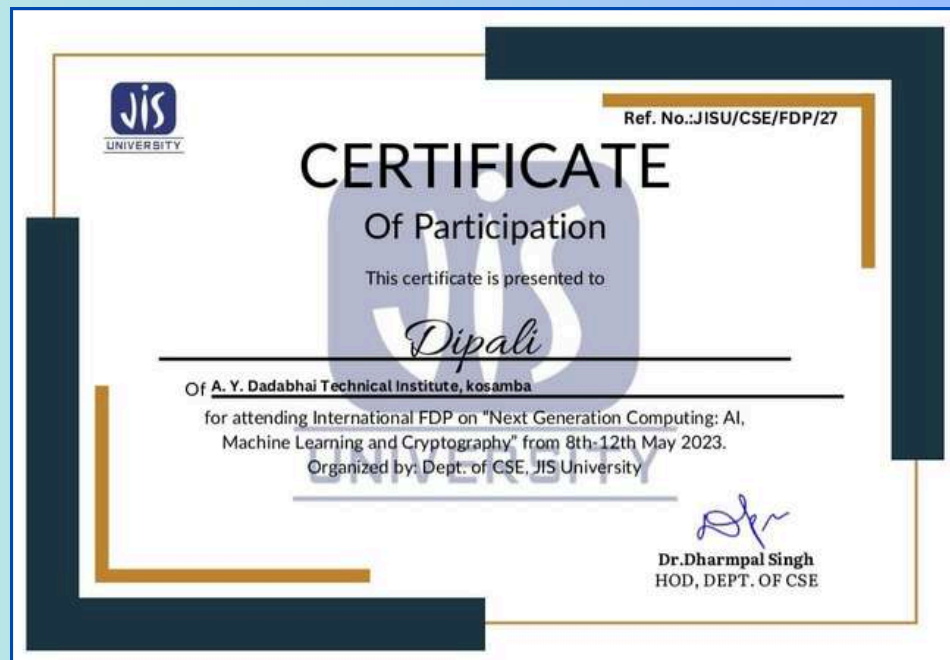 JIS
UNIVERSITY
Ref. No.:JISU/CSE/FDP/27
CERTIFICATE
Of Participation
This certificate is presented to
Dipali
Of A. Y. Dadabhai Technical Institute, kosamba
for attending International FDP on "Next Generation Computing: AI,
Machine Learning and Cryptography" from 8th-12th May 2023.
Organized by: Dept. of CSE, JIS University
JIS
UNIVERSITY
Dr.Dharmpal Singh
HOD, DEPT. OF CSE